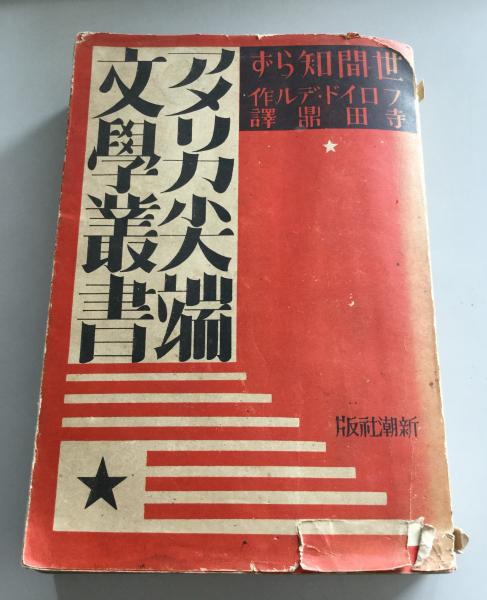 世間知らず
フロイド・デル作
寺田鼎譯
アメリカ尖端
文學叢書
新潮社版